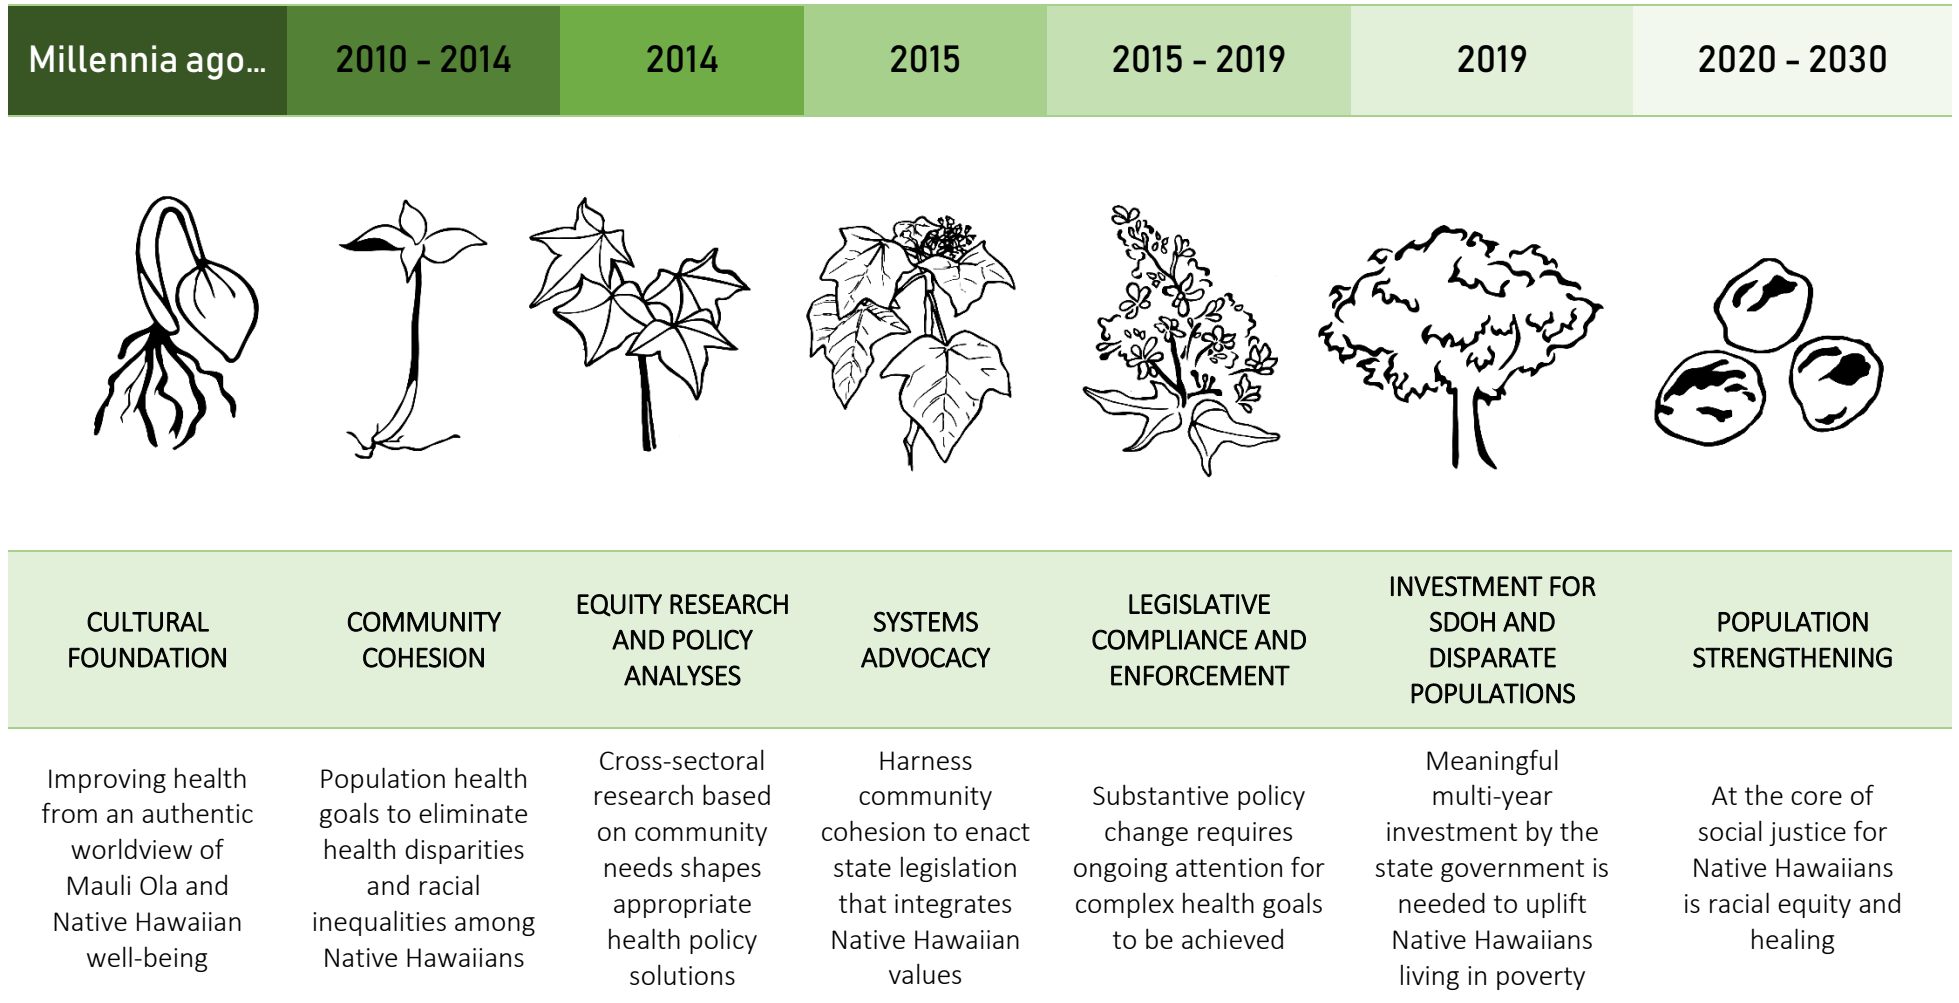 Millennia ago...
2010 - 2014
2014
2015
2015 - 2019
2019
2020 - 2030
CULTURAL
FOUNDATION
COMMUNITY
COHESION
EQUITY RESEARCH
AND POLICY
ANALYSES
SYSTEMS
ADVOCACY
LEGISLATIVE
COMPLIANCE AND
ENFORCEMENT
INVESTMENT FOR
SDOH AND
DISPARATE
POPULATIONS
POPULATION
STRENGTHENING
Improving health
from an authentic
worldview of
Mauli Ola and
Native Hawaiian
well-being
Population health
goals to eliminate
health disparities
and racial
inequalities among
Native Hawaiians
Cross-sectoral
research based
on community
needs shapes
appropriate
health policy
solutions
Harness
community
cohesion to enact
state legislation
that integrates
Native Hawaiian
values
Substantive policy
change requires
ongoing attention for
complex health goals
to be achieved
Meaningful
multi-year
investment by the
state government is
needed to uplift
Native Hawaiians
living in poverty
At the core of
social justice for
Native Hawaiians
is racial equity and
healing